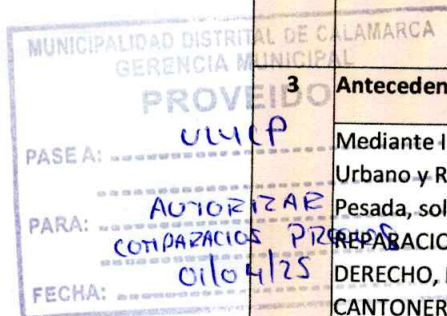 MUNICIPALIDAD DISTRITAL DE CALAMARCA
GERENCIA MUNICIPAL
PROVEIDO
PASE A:
PARA: AUTORIZAR
COMPARACION PRECIOS
FECHA: 01/04/25
3 Anteceden
Mediante I
Urbano y R
Pesada, sol
REPARACIO
DERECHO,
CANTONER